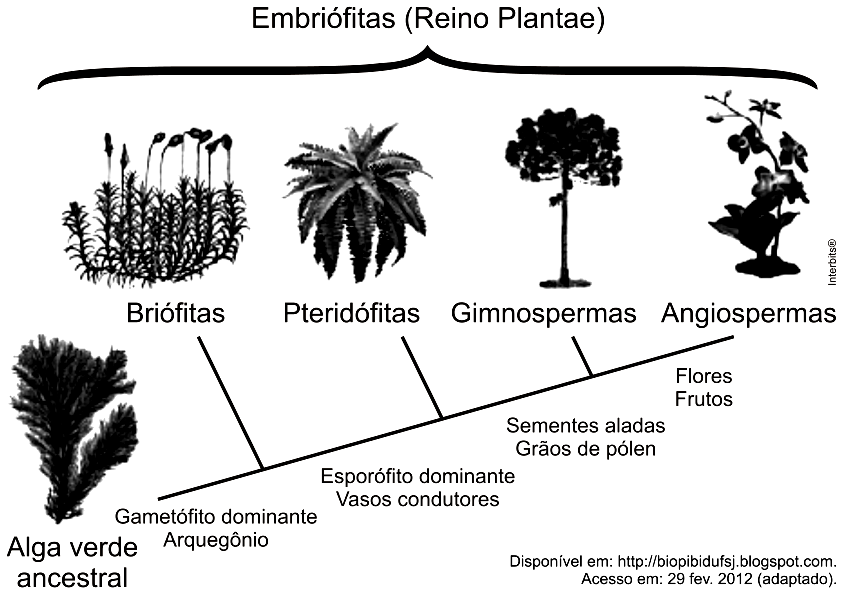 Embriófitas (Reino Plantae)
Interbits®
Briófitas
Pteridófitas
Gimnospermas
Angiospermas
Flores
Frutos
Sementes aladas
Grãos de pólen
Esporófito dominante
Vasos condutores
Gametófito dominante
Arquegônio
Alga verde
ancestral
Disponível em: http://biopibidufsj.blogspot.com.
Acesso em: 29 fev. 2012 (adaptado).